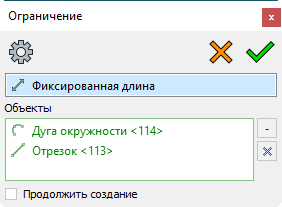 Ограничение
Фиксированная длина
Объекты
Дуга окружности <114>
Отрезок <113>
Продолжить создание